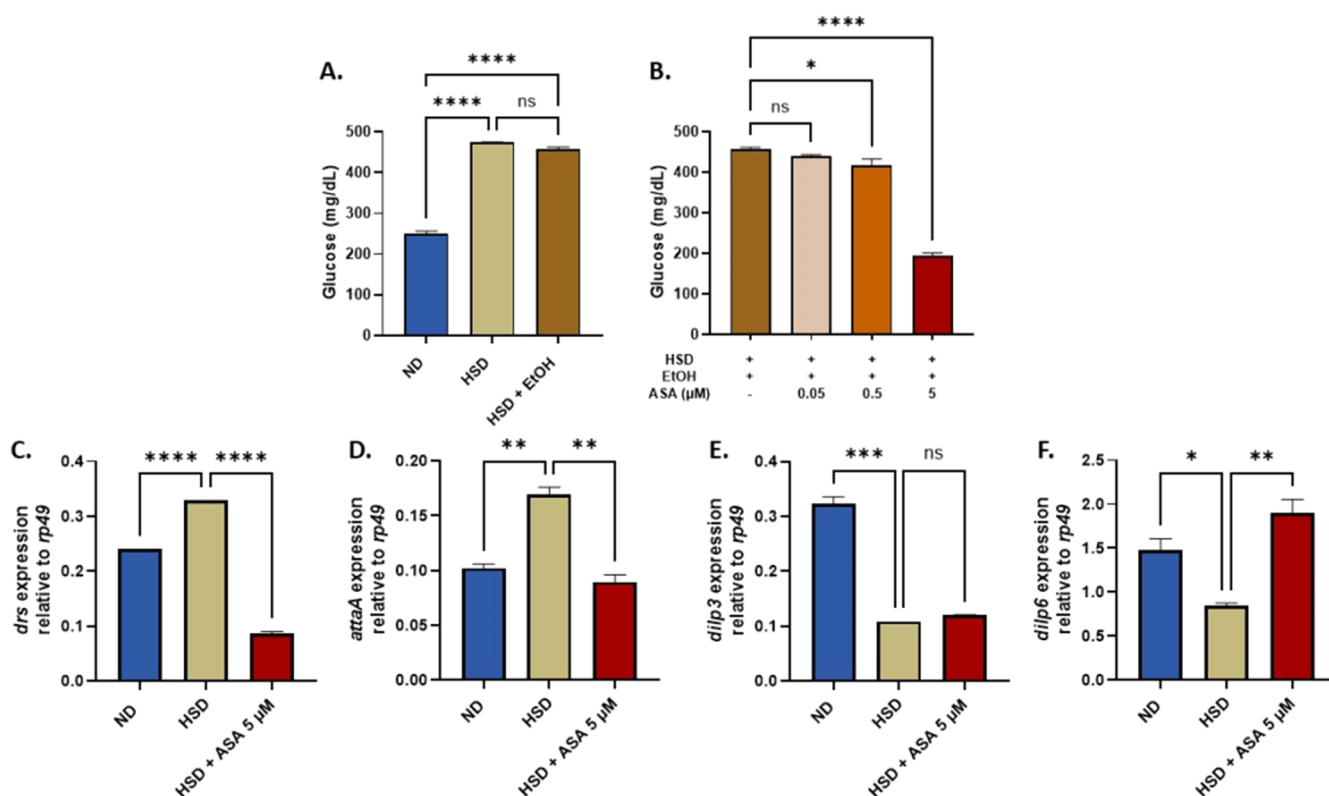 A.
****
****
ns
Glucose (mg/dL)
500
400
300
200
100
0
ND
HSD
HSD + EtOH
B.
****
*
ns
Glucose (mg/dL)
500
400
300
200
100
0
HSD + + + +
EtOH + + + +
ASA (µM) - 0.05 0.5 5
C.
**** ****
drs expression
relative to rp49
0.4
0.3
0.2
0.1
0.0
ND
HSD
HSD + ASA 5 µM
D.
** **
attaA expression
relative to rp49
0.20
0.15
0.10
0.05
0.00
ND
HSD
HSD + ASA 5 µM
E.
*** ns
dilp3 expression
relative to rp49
0.4
0.3
0.2
0.1
0.0
ND
HSD
HSD + ASA 5 µM
F.
* **
dilp6 expression
relative to rp49
2.5
2.0
1.5
1.0
0.5
0.0
ND
HSD
HSD + ASA 5 µM